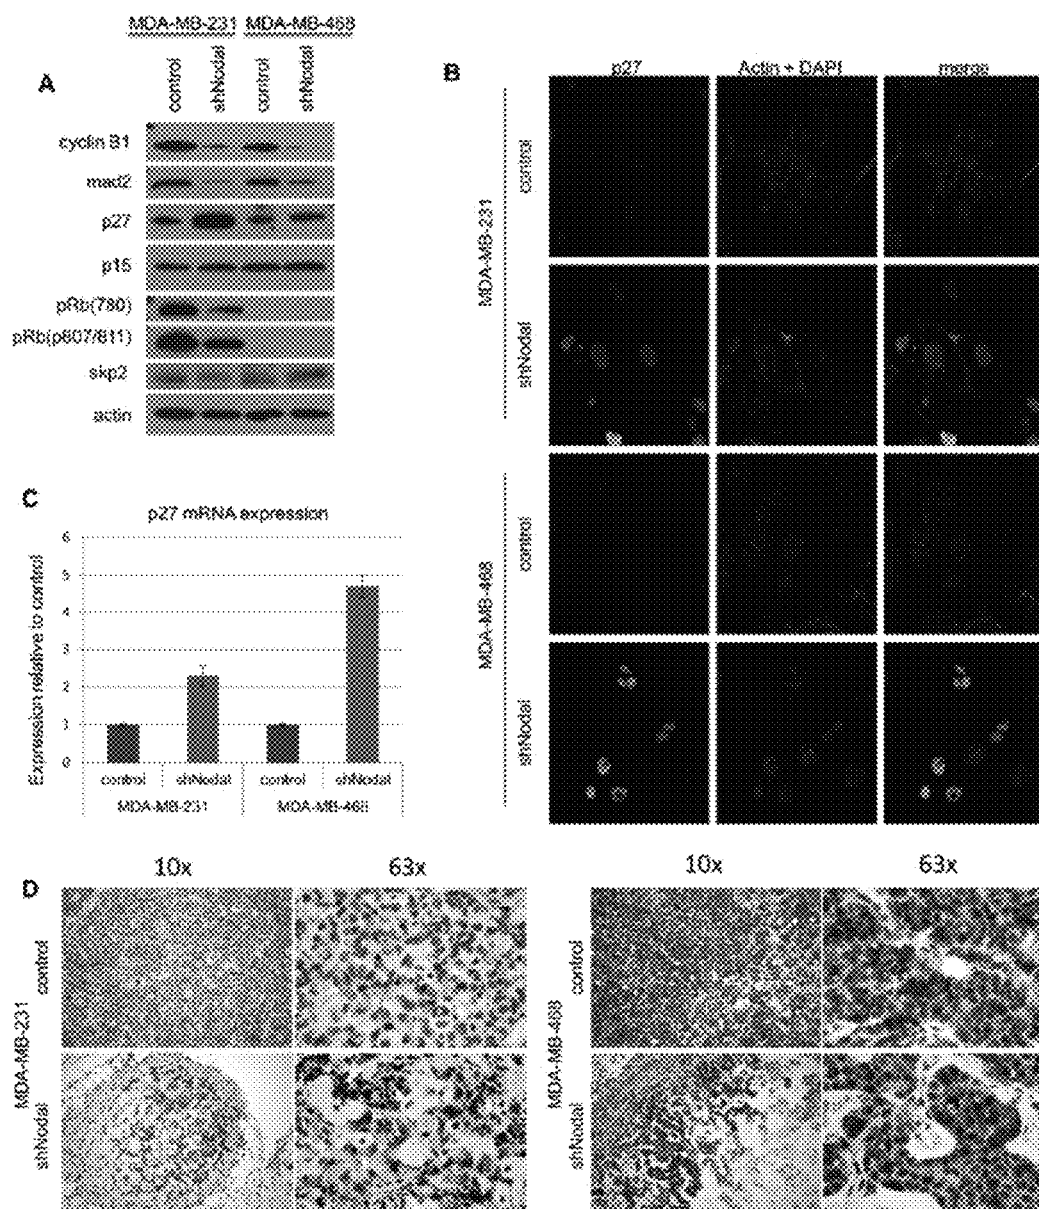 MDA-MB-231 MDA-MB-468
A
control
shNodal
control
shNodal
cyclin B1
mad2
p27
p15
pRb(780)
pRb(p807/811)
skp2
actin
B
p27
Actin + DAPI
merge
MDA-MB-231
control
shNodal
MDA-MB-468
control
shNodal
C
p27 mRNA expression
Expression relative to control
6
5
4
3
2
1
0
control
shNodal
control
shNodal
MDA-MB-231
MDA-MB-468
D
10x
63x
10x
63x
MDA-MB-231
control
shNodal
MDA-MB-468
control
shNodal